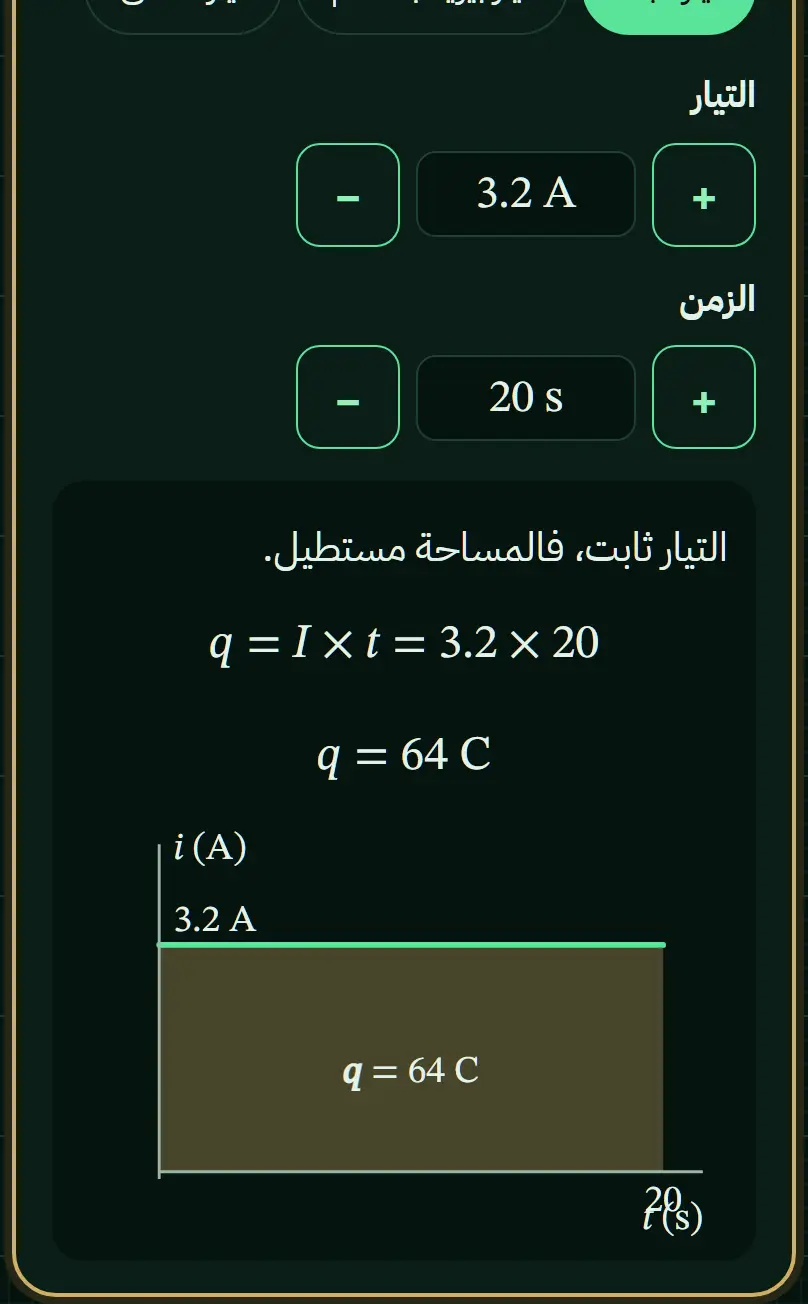 التيار
+ 3.2 A −
الزمن
+ 20 s −
التيار ثابت، فالمساحة مستطيل.
q = I × t = 3.2 × 20
q = 64 C
i (A)
3.2 A
q = 64 C
20
t (s)